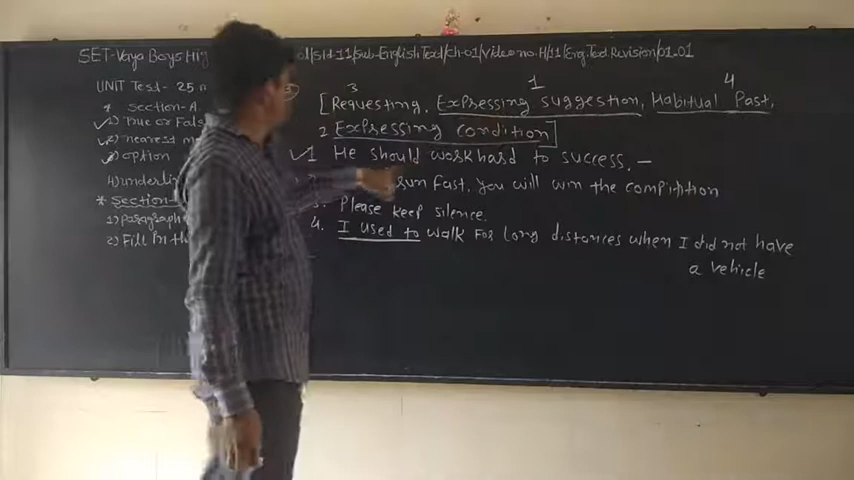 SET-Vaya Boys Hig
/Std-11/Sub-English Text/ch-01/Video no. H/11/Eng.Text Revision/01.01
UNIT Test- 25
* Section-A
1) True or Fals
2) nearest m
3) option
4) underli
* Section-
1) Paragraph
2) Fill in th
3 1 4
[Requesting, Expressing suggestion, Habitual Past,
2 Expressing condition]
1 He should work hard to success. —
run fast, you will win the compitition
3. Please keep silence.
4. I used to walk for long distances when I did not have
a vehicle